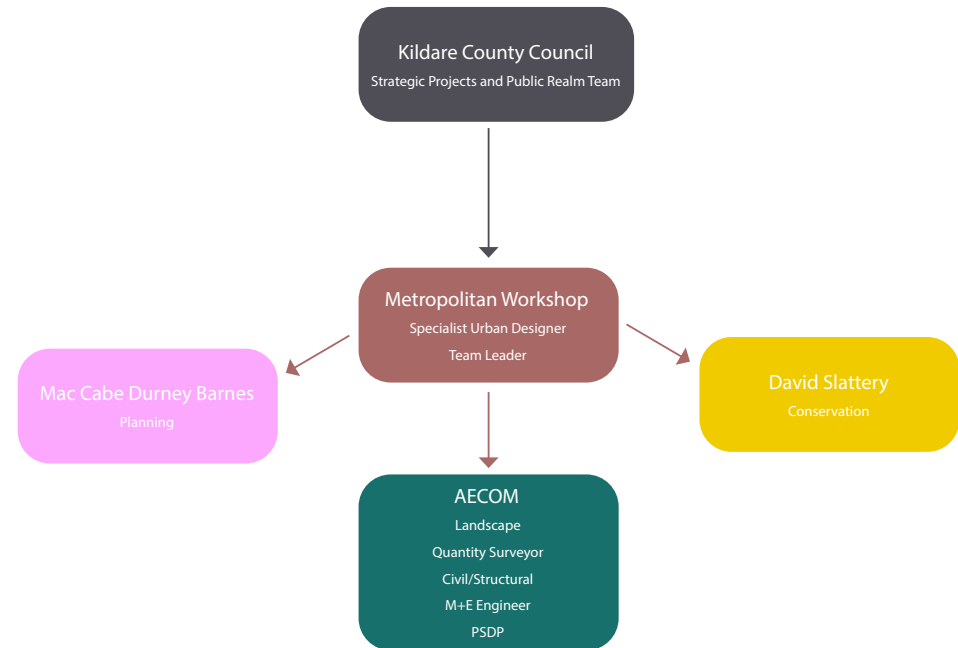 Kildare County Council
Strategic Projects and Public Realm Team
Metropolitan Workshop
Specialist Urban Designer
Team Leader
Mac Cabe Durney Barnes
Planning
David Slattery
Conservation
AECOM
Landscape
Quantity Surveyor
Civil/Structural
M+E Engineer
PSDP